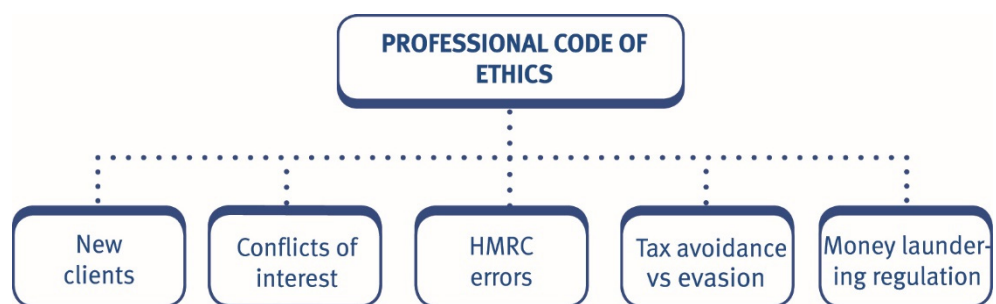 PROFESSIONAL CODE OF
ETHICS
New
clients
Conflicts of
interest
HMRC
errors
Tax avoidance
vs evasion
Money launder-
ing regulation